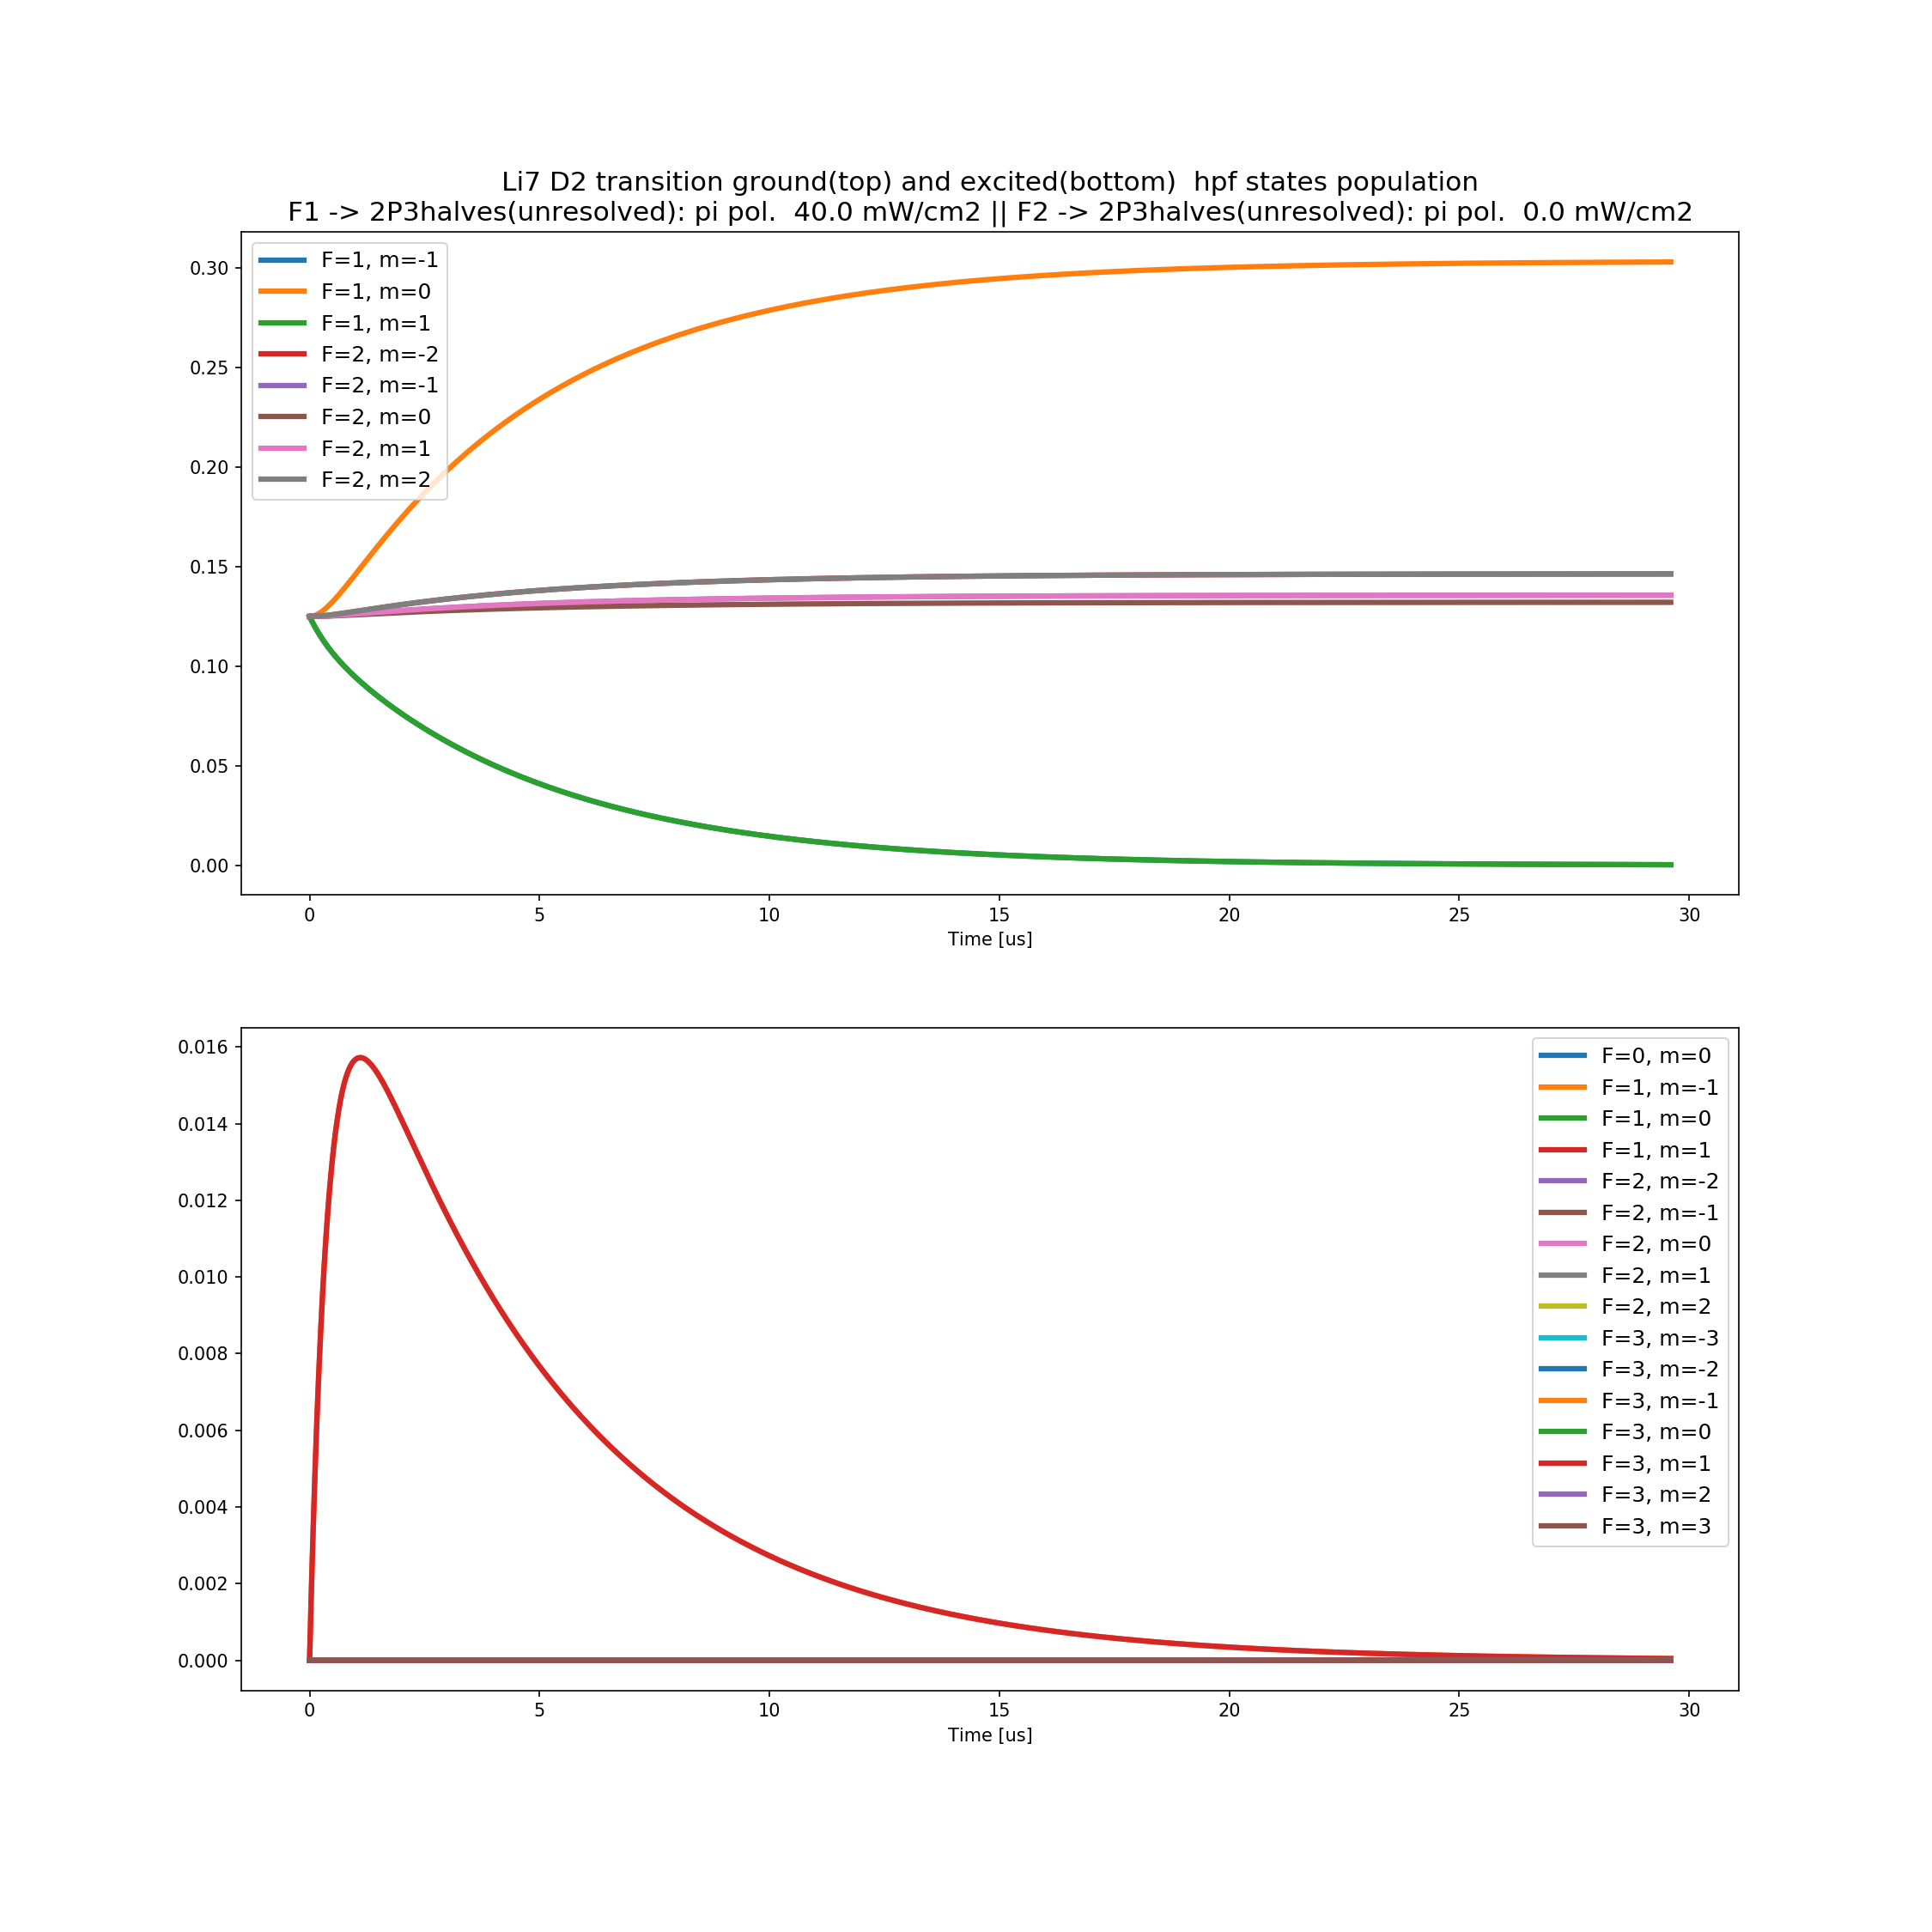 Li7 D2 transition ground(top) and excited(bottom)  hpf states population
F1 -> 2P3halves(unresolved): pi pol.  40.0 mW/cm2 || F2 -> 2P3halves(unresolved): pi pol.  0.0 mW/cm2
F=1, m=-1
F=1, m=0
F=1, m=1
F=2, m=-2
F=2, m=-1
F=2, m=0
F=2, m=1
F=2, m=2
0.30
0.25
0.20
0.15
0.10
0.05
0.00
0 5 10 15 20 25 30
Time [us]
F=0, m=0
F=1, m=-1
F=1, m=0
F=1, m=1
F=2, m=-2
F=2, m=-1
F=2, m=0
F=2, m=1
F=2, m=2
F=3, m=-3
F=3, m=-2
F=3, m=-1
F=3, m=0
F=3, m=1
F=3, m=2
F=3, m=3
0.016
0.014
0.012
0.010
0.008
0.006
0.004
0.002
0.000
0 5 10 15 20 25 30
Time [us]